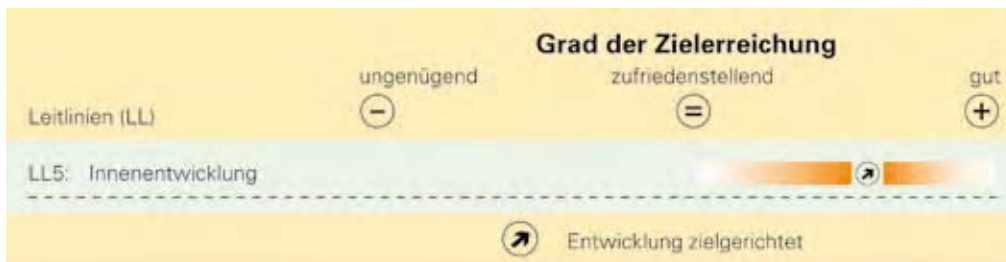 Grad der Zielerreichung
ungenügend zufriedenstellend gut
Leitlinien (LL) − = +
LL5: Innenentwicklung
Entwicklung zielgerichtet